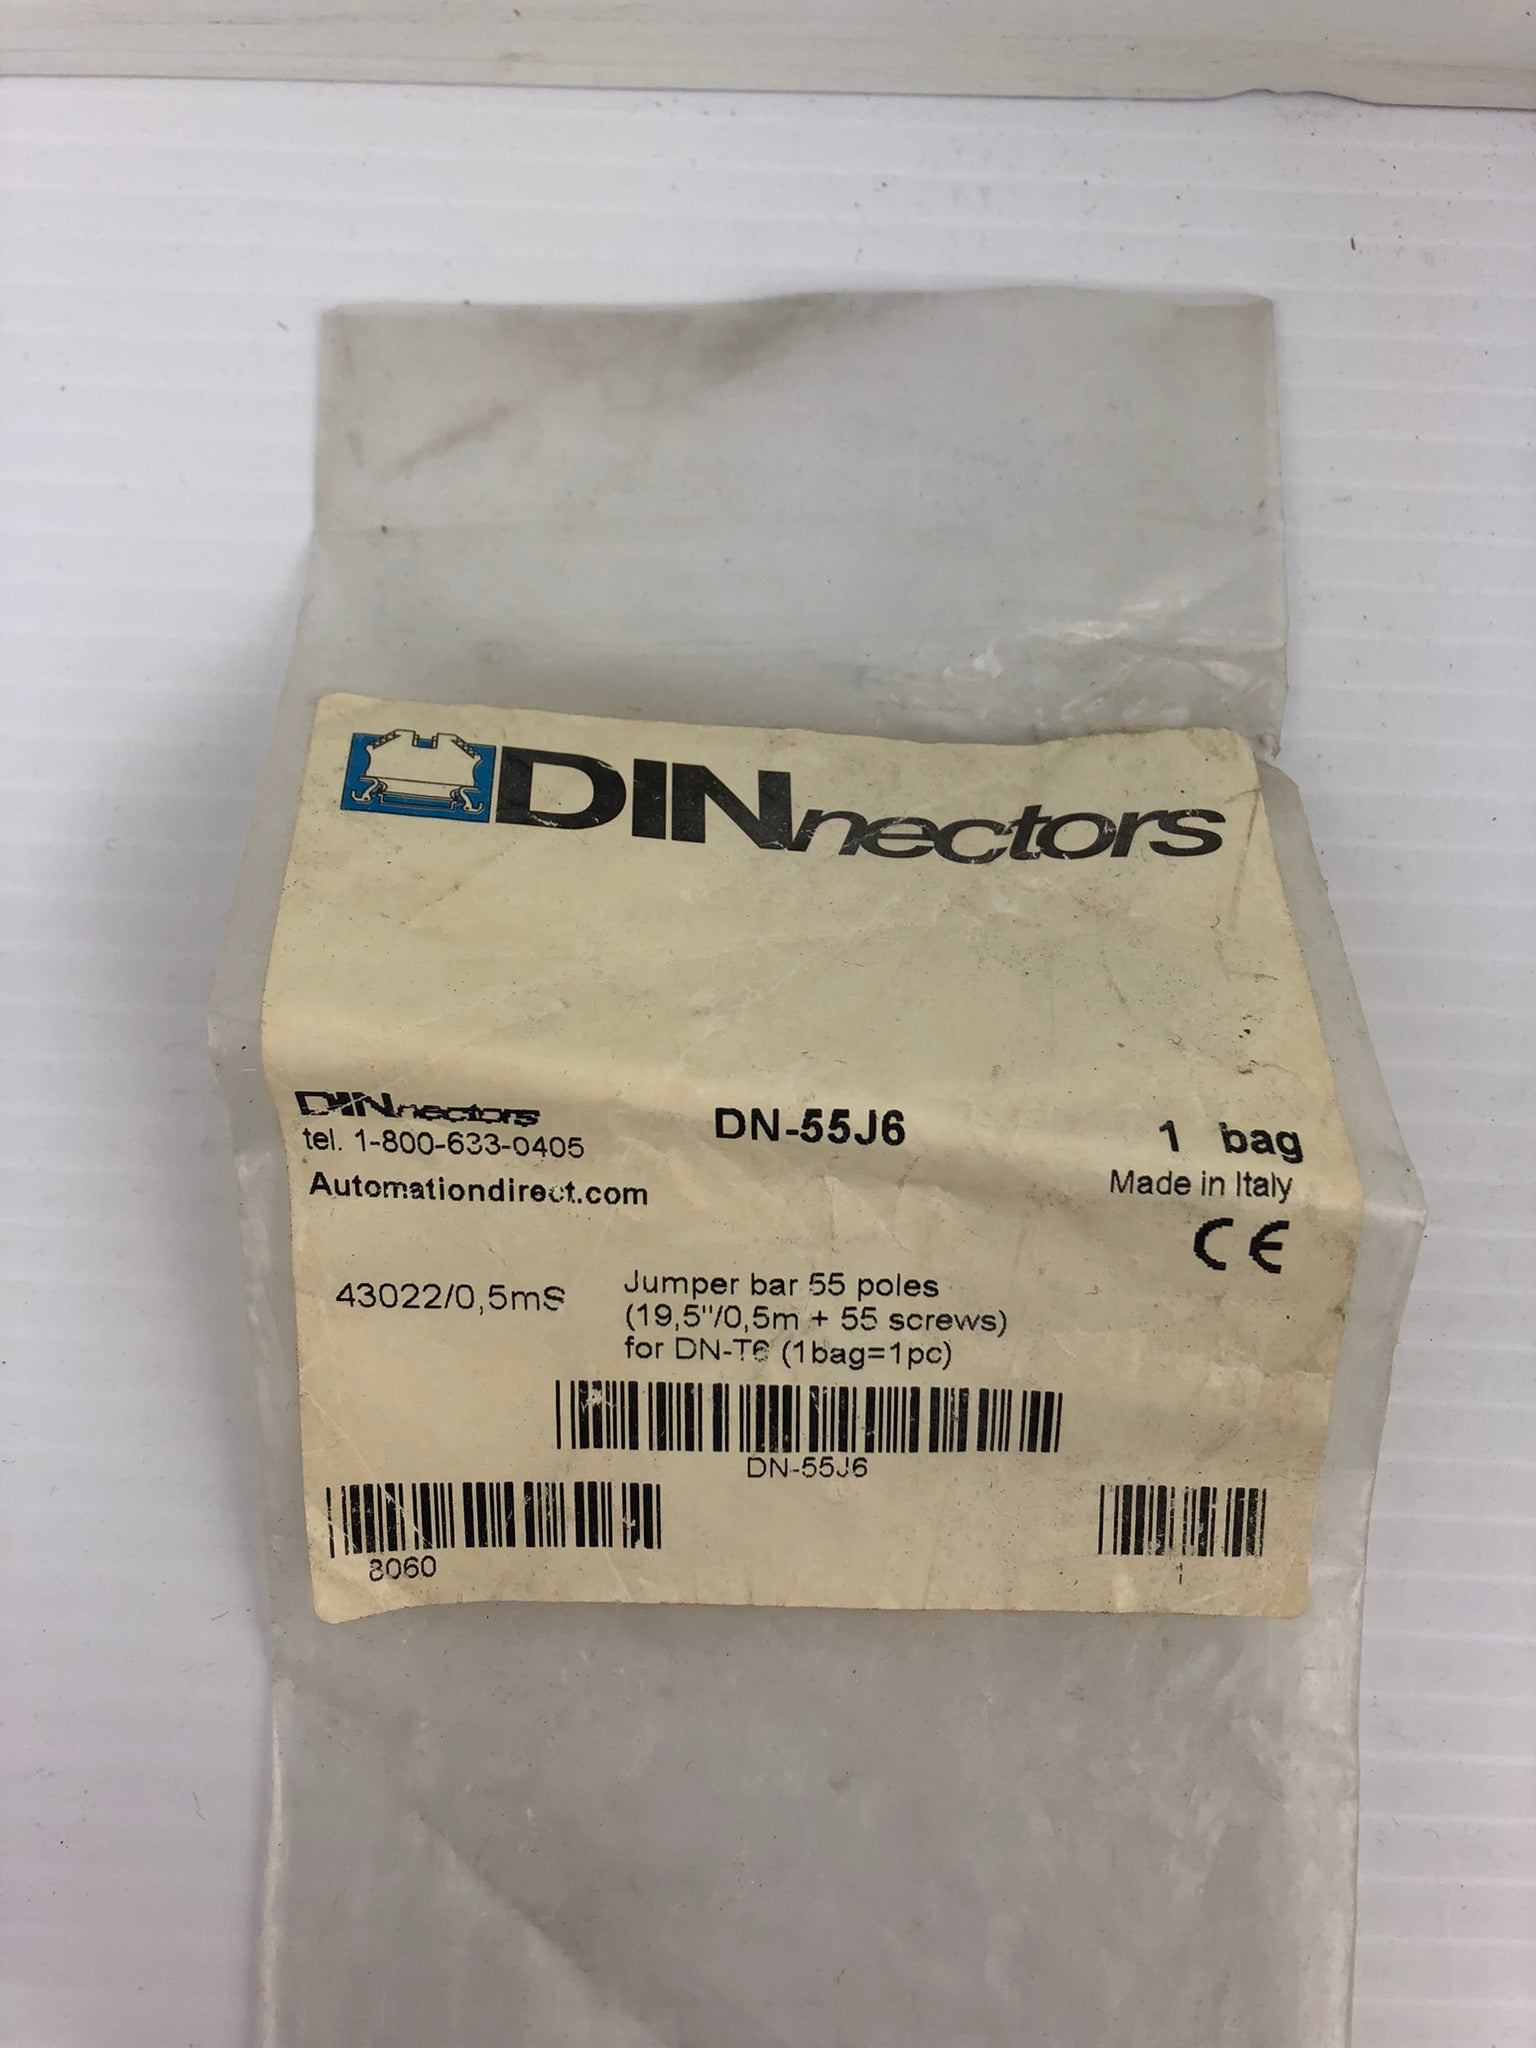 DINnectors
DINnectors
tel. 1-800-633-0405
Automationdirect.com
DN-55J6
1 bag
Made in Italy
CE
43022/0,5mS
Jumper bar 55 poles
(19,5"/0,5m + 55 screws)
for DN-T6 (1bag=1pc)
DN-55J6
8060
1